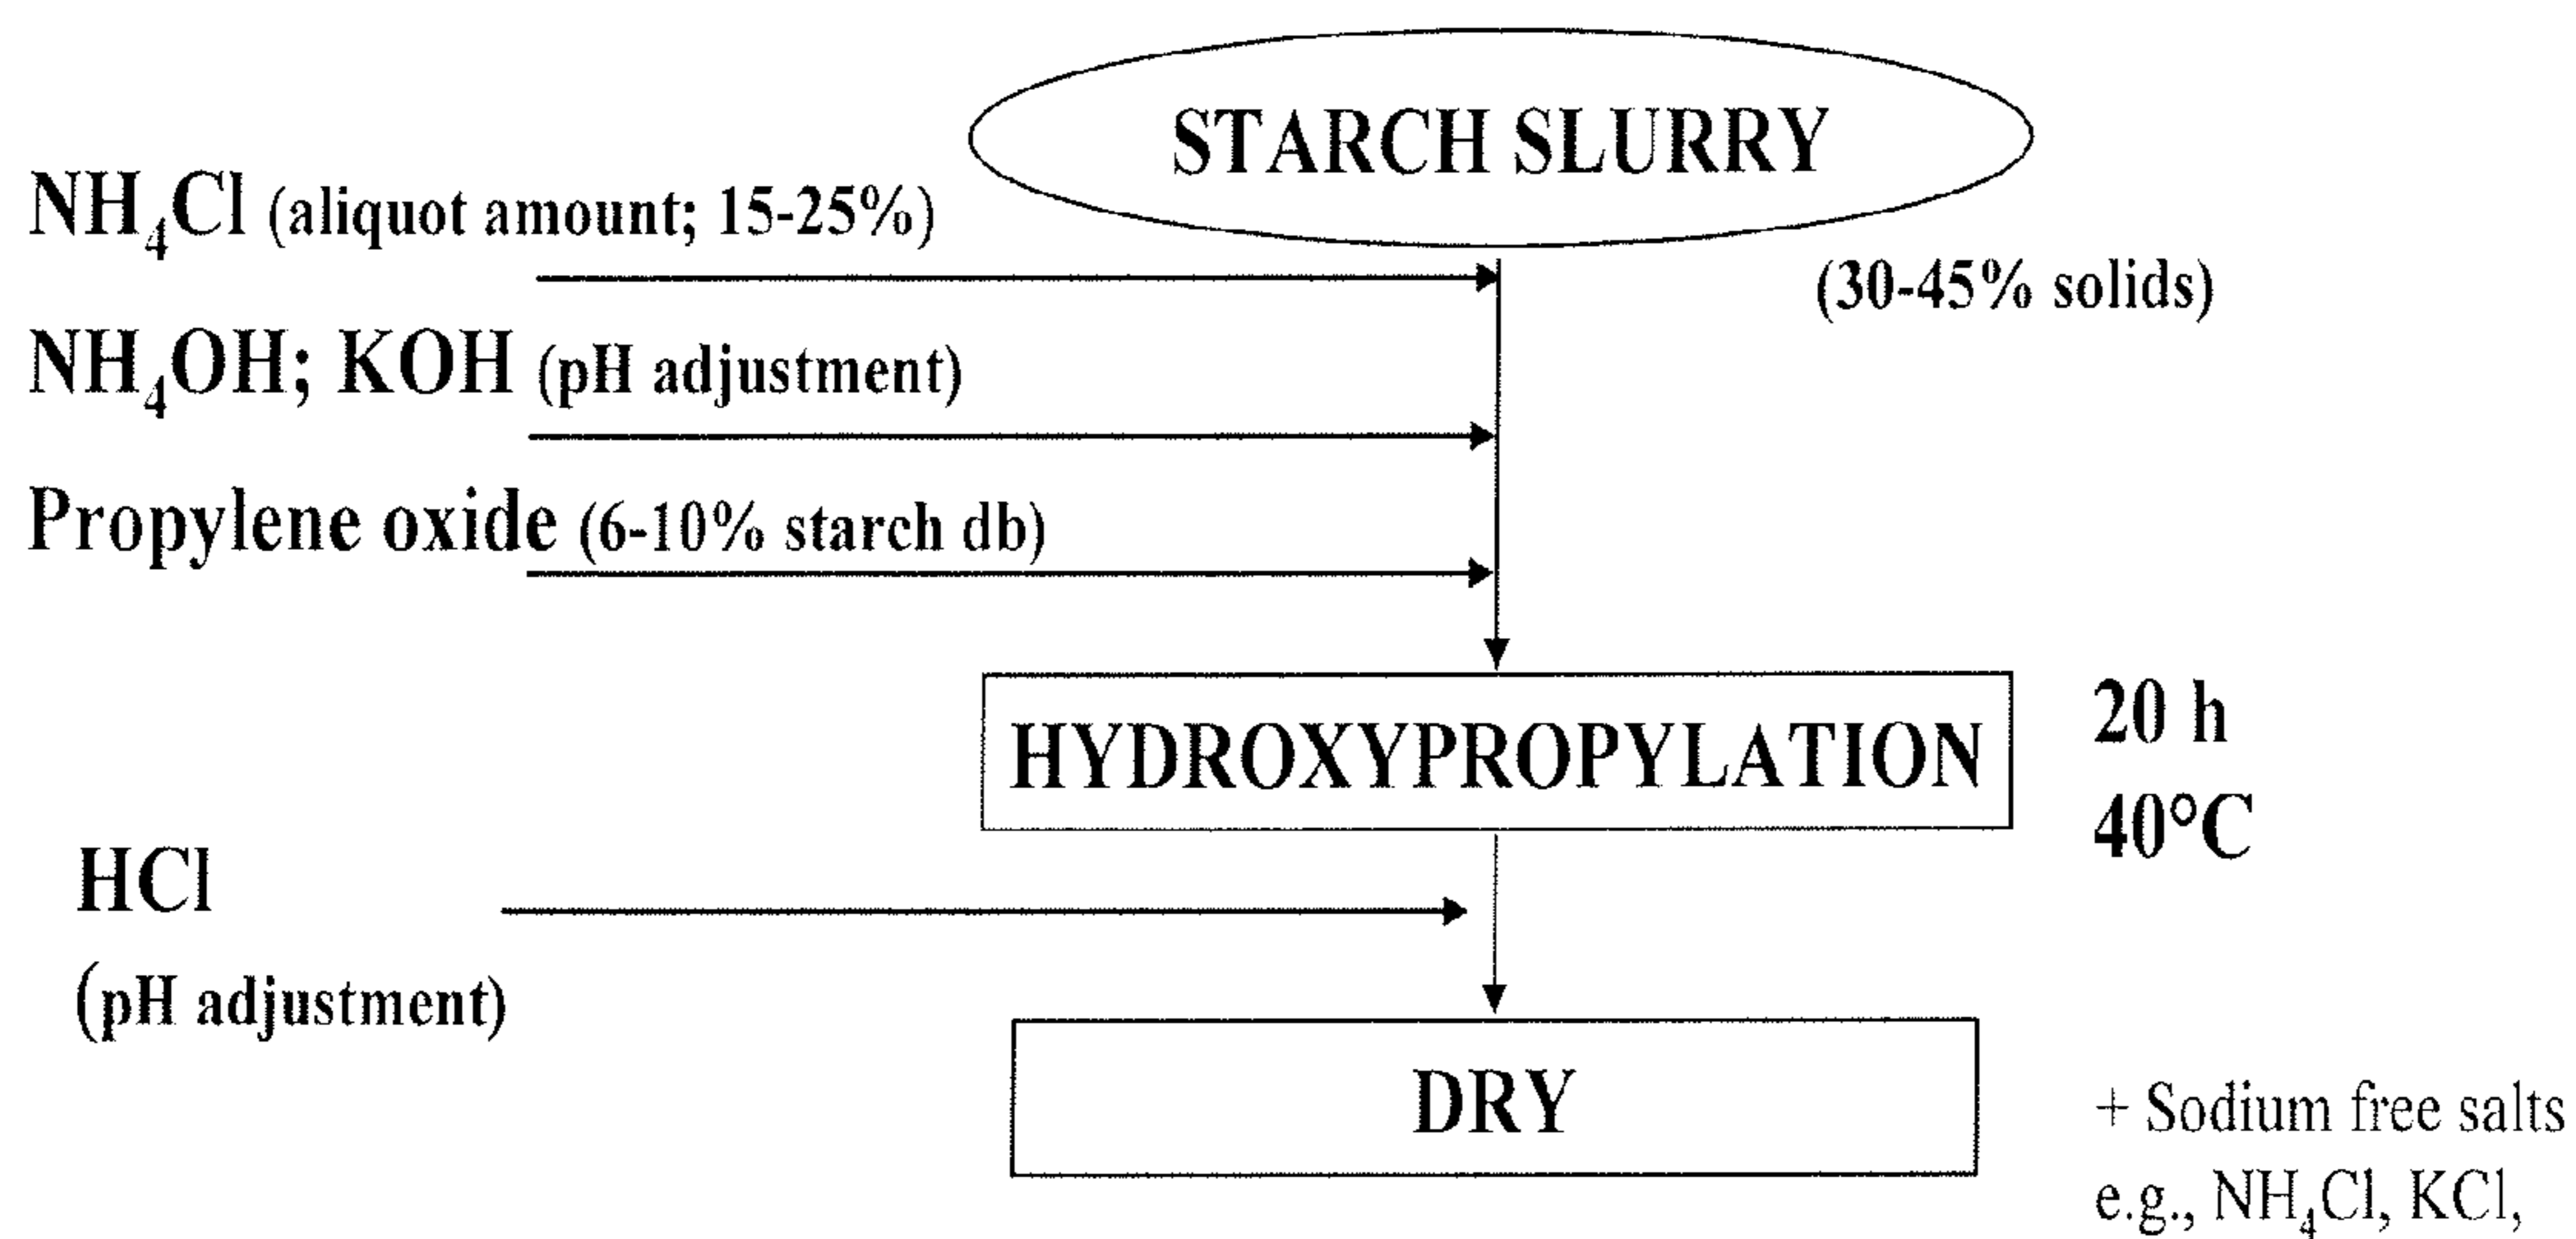 STARCH SLURRY
NH₄Cl (aliquot amount; 15-25%)
(30-45% solids)
NH₄OH; KOH (pH adjustment)
Propylene oxide (6-10% starch db)
HYDROXYPROPYLATION
20 h
40°C
HCl
(pH adjustment)
DRY
+ Sodium free salts
e.g., NH₄Cl, KCl,